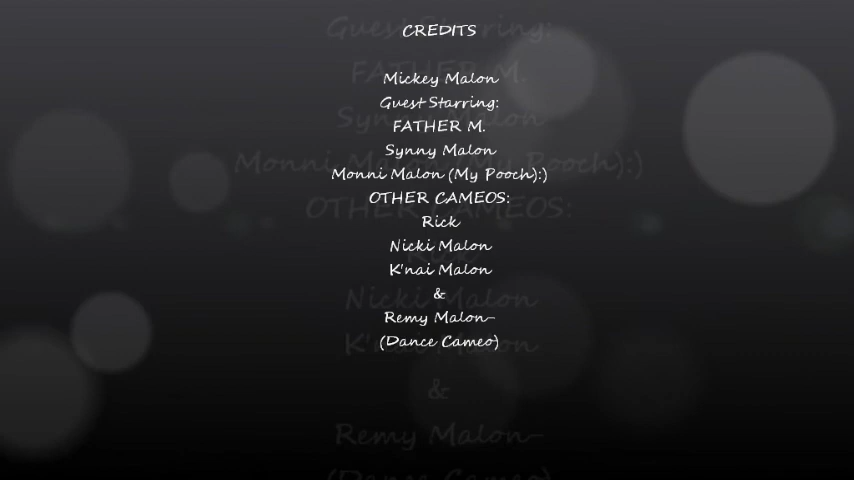 CREDITS
Mickey Malon
Guest Starring:
FATHER M.
Synny Malon
Monni Malon (My Pooch):)
OTHER CAMEOS:
Rick
Nicki Malon
K'nai Malon
&
Remy Malon-
(Dance Cameo)